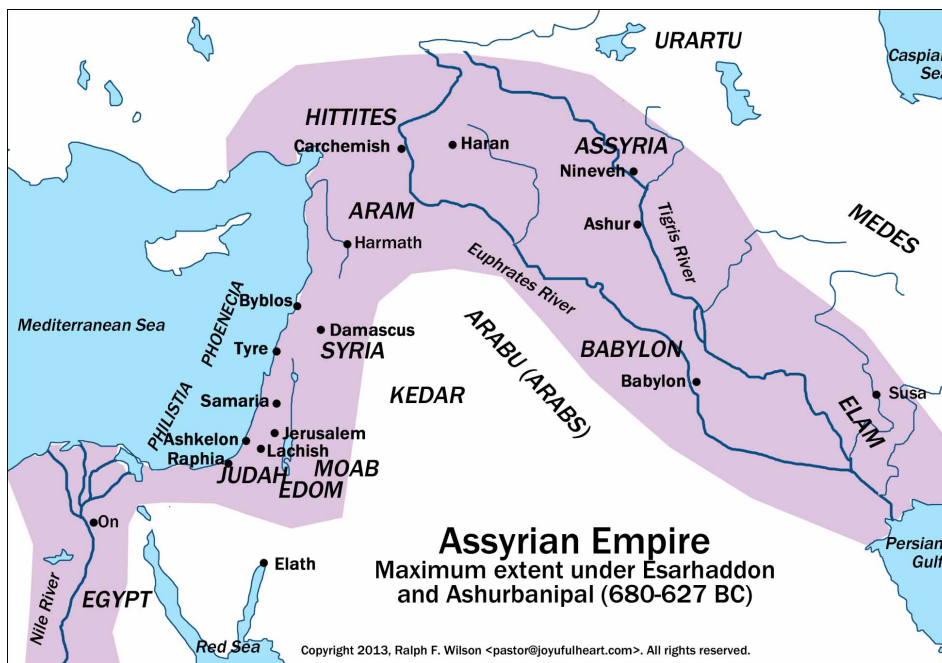 URARTU
Caspian
Sea
HITTITES
Carchemish
Haran
ASSYRIA
Nineveh
ARAM
Harmath
Ashur
Tigris River
MEDES
Euphrates River
Byblos
PHOENECIA
Mediterranean Sea
Damascus
SYRIA
Tyre
ARABU (ARABS)
BABYLON
Babylon
KEDAR
Samaria
Susa
ELAM
PHILISTIA
Ashkelon
Jerusalem
Lachish
Raphia
JUDAH
MOAB
EDOM
On
Elath
Assyrian Empire
Maximum extent under Esarhaddon
and Ashurbanipal (680-627 BC)
Persian
Gulf
Nile River
EGYPT
Red Sea
Copyright 2013, Ralph F. Wilson <pastor@joyufulheart.com>. All rights reserved.